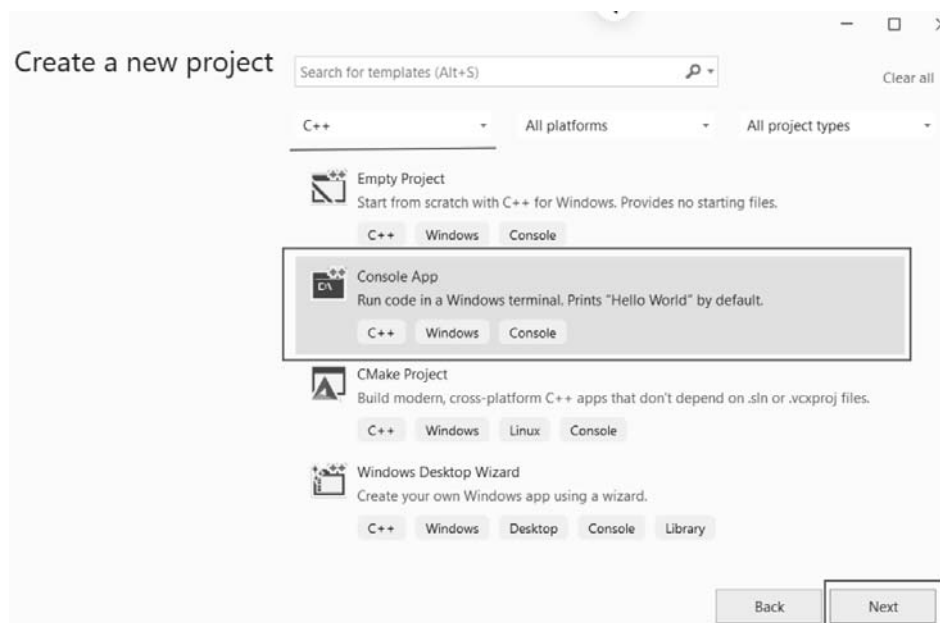 Create a new project
Search for templates (Alt+S)
Clear all
C++ All platforms All project types
Empty Project
Start from scratch with C++ for Windows. Provides no starting files.
C++ Windows Console
Console App
Run code in a Windows terminal. Prints "Hello World" by default.
C++ Windows Console
CMake Project
Build modern, cross-platform C++ apps that don't depend on .sln or .vcxproj files.
C++ Windows Linux Console
Windows Desktop Wizard
Create your own Windows app using a wizard.
C++ Windows Desktop Console Library
Back Next